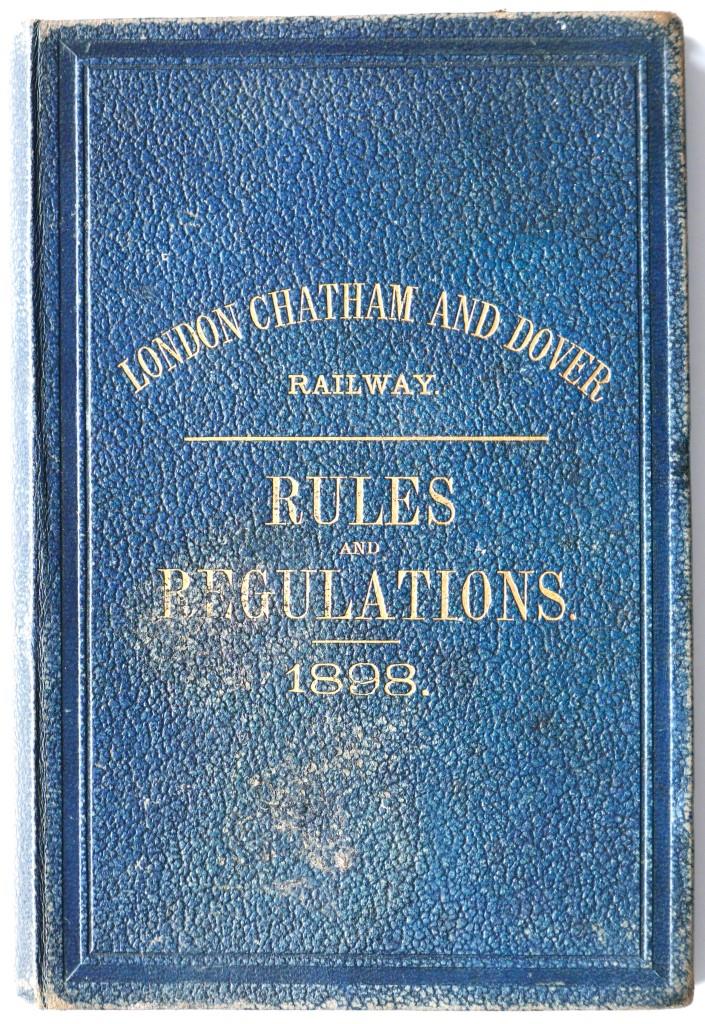 LONDON CHATHAM AND DOVER
RAILWAY.
RULES
AND
REGULATIONS.
1898.